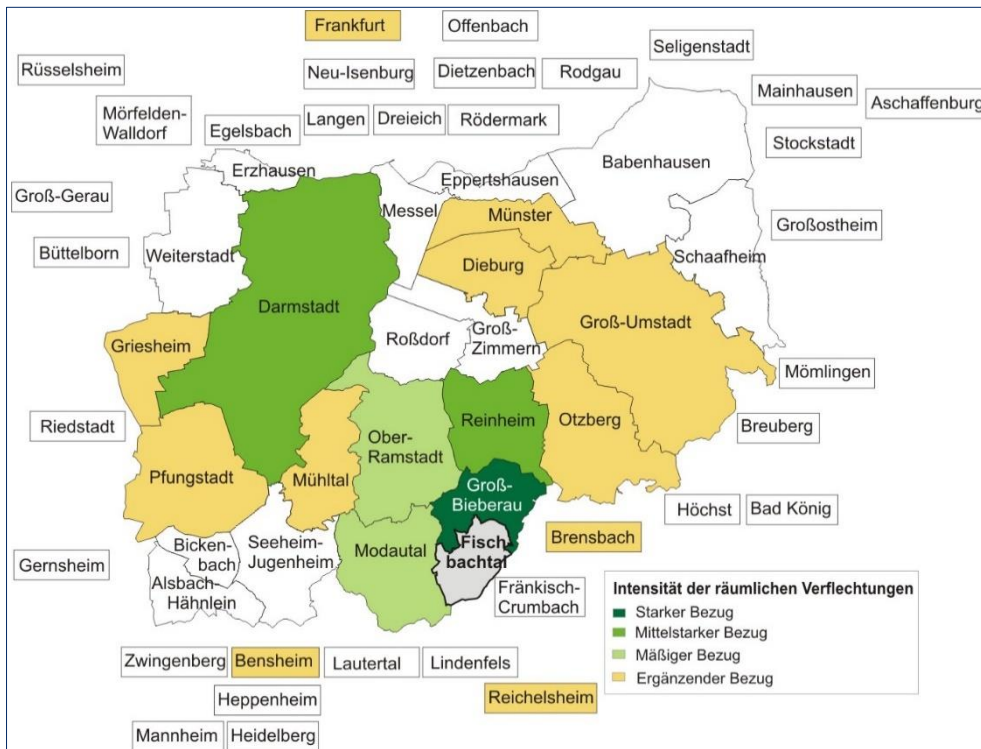 Frankfurt
Offenbach
Seligenstadt
Rüsselsheim
Neu-Isenburg
Dietzenbach
Rodgau
Mainhausen
Aschaffenburg
Mörfelden-
Walldorf
Egelsbach
Langen
Dreieich
Rödermark
Stockstadt
Erzhausen
Eppertshausen
Babenhausen
Groß-Gerau
Messel
Münster
Großostheim
Büttelborn
Weiterstadt
Dieburg
Schaafheim
Darmstadt
Groß-Umstadt
Griesheim
Roßdorf
Groß-
Zimmern
Mömlingen
Riedstadt
Ober-
Ramstadt
Reinheim
Otzberg
Breuberg
Pfungstadt
Mühltal
Groß-
Bieberau
Höchst
Bad König
Brensbach
Gernsheim
Bicken-
bach
Seeheim-
Jugenheim
Modautal
Fisch
bachtal
Alsbach-
Hähnlein
Fränkisch-
Crumbach
Intensität der räumlichen Verflechtungen
Starker Bezug
Mittelstarker Bezug
Mäßiger Bezug
Ergänzender Bezug
Zwingenberg
Bensheim
Lautertal
Lindenfels
Heppenheim
Reichelsheim
Mannheim
Heidelberg